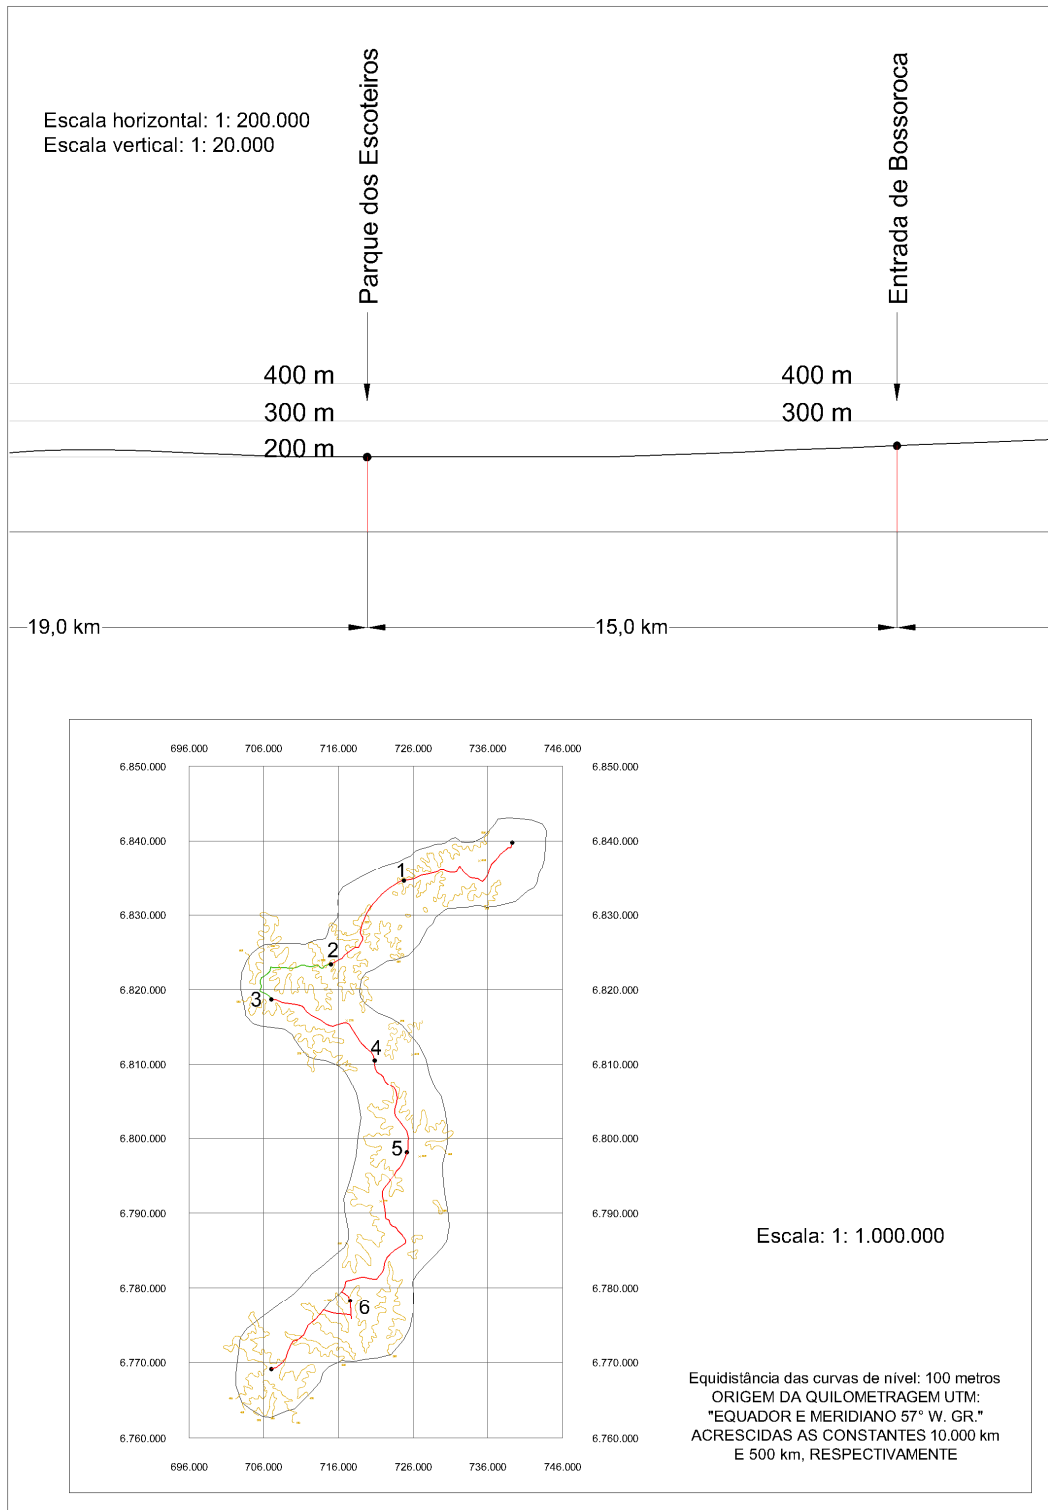 Parque dos Escoteiros
Entrada de Bossoroca
Escala horizontal: 1: 200.000
Escala vertical: 1: 20.000
400 m
400 m
300 m
300 m
200 m
19,0 km
15,0 km
696.000 706.000 716.000 726.000 736.000 746.000
6.850.000 6.850.000
6.840.000 6.840.000
1
6.830.000 6.830.000
2
6.820.000 6.820.000
3
4
6.810.000 6.810.000
6.800.000 6.800.000
5
6.790.000 6.790.000
Escala: 1: 1.000.000
6.780.000 6.780.000
6
6.770.000 6.770.000
Equidistância das curvas de nível: 100 metros
ORIGEM DA QUILOMETRAGEM UTM:
"EQUADOR E MERIDIANO 57° W. GR."
ACRESCIDAS AS CONSTANTES 10.000 km
E 500 km, RESPECTIVAMENTE
6.760.000 6.760.000
696.000 706.000 716.000 726.000 736.000 746.000